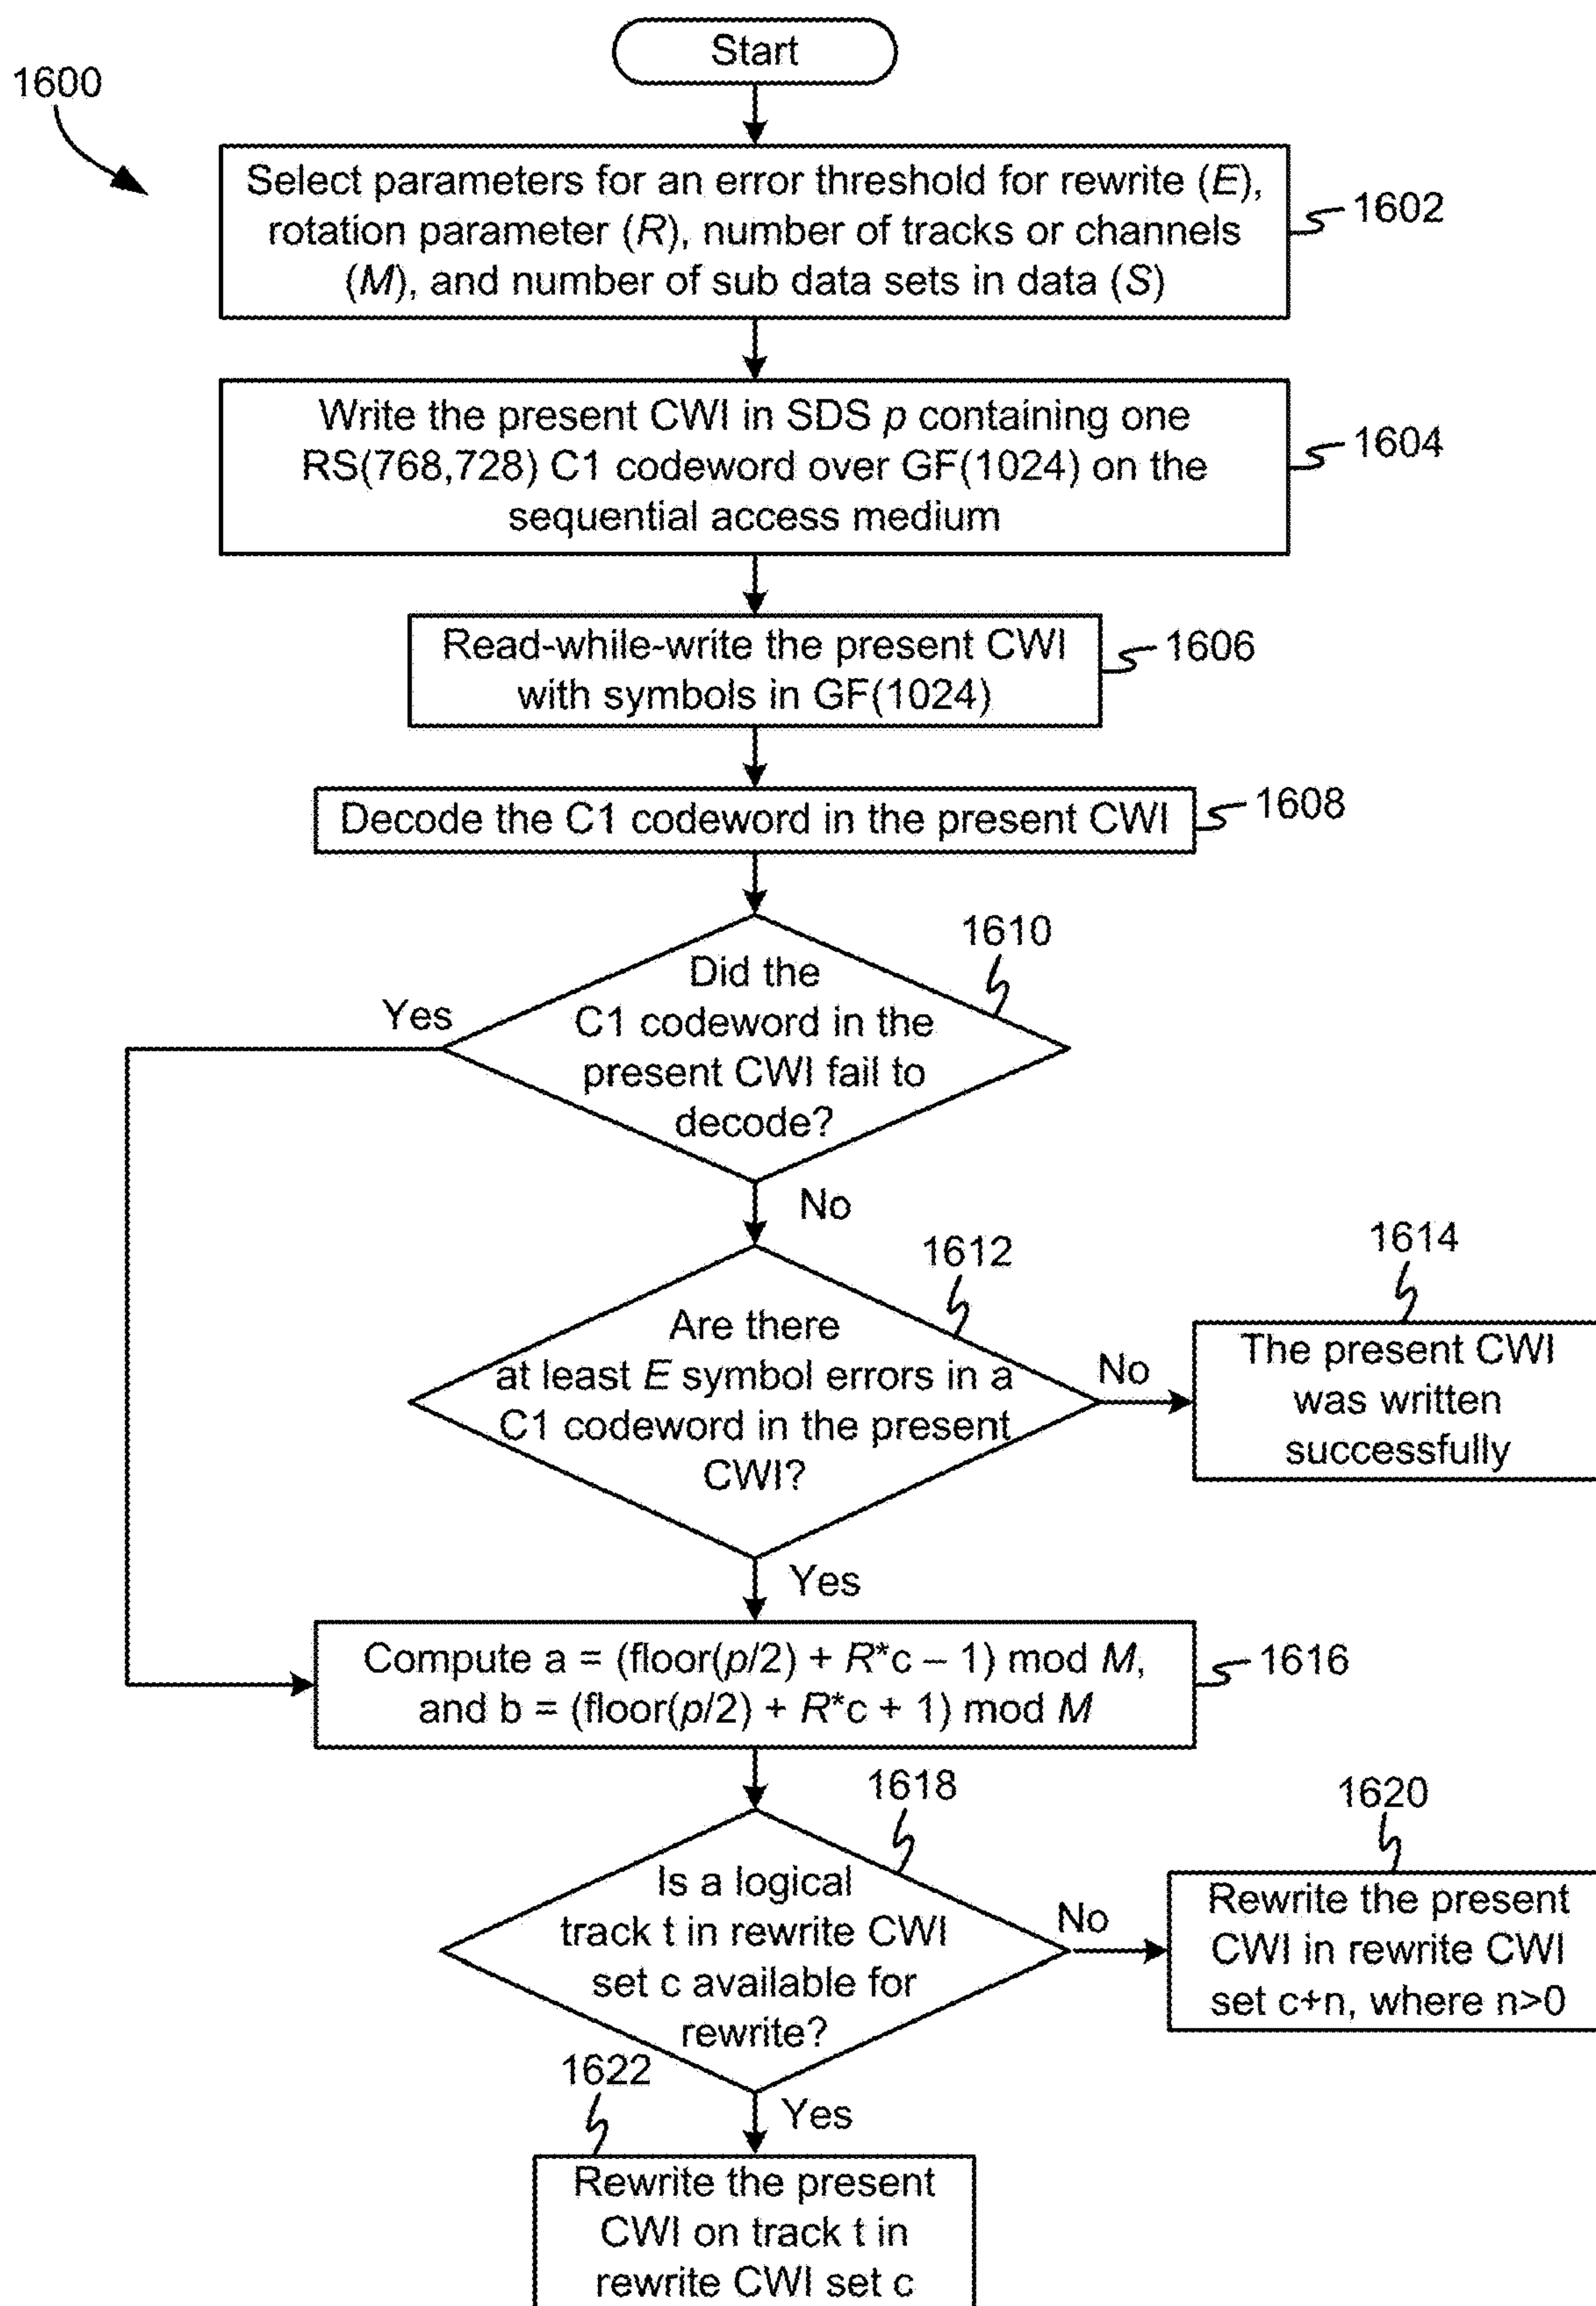 Start
1600
Select parameters for an error threshold for rewrite (E),
rotation parameter (R), number of tracks or channels
(M), and number of sub data sets in data (S)
1602
Write the present CWI in SDS p containing one
RS(768,728) C1 codeword over GF(1024) on the
sequential access medium
1604
Read-while-write the present CWI
with symbols in GF(1024)
1606
Decode the C1 codeword in the present CWI
1608
1610
Did the
C1 codeword in the
present CWI fail to
decode?
Yes
No
1612
Are there
at least E symbol errors in a
C1 codeword in the present
CWI?
No
1614
The present CWI
was written
successfully
Yes
Compute a = (floor(p/2) + R*c – 1) mod M,
and b = (floor(p/2) + R*c + 1) mod M
1616
1618
Is a logical
track t in rewrite CWI
set c available for
rewrite?
No
1620
Rewrite the present
CWI in rewrite CWI
set c+n, where n>0
1622
Yes
Rewrite the present
CWI on track t in
rewrite CWI set c